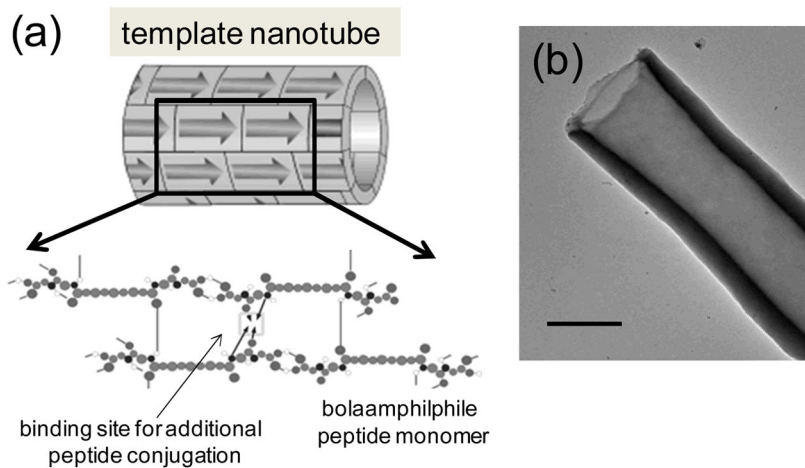 (a)
template nanotube
(b)
binding site for additional
peptide conjugation
bolaamphilphile
peptide monomer